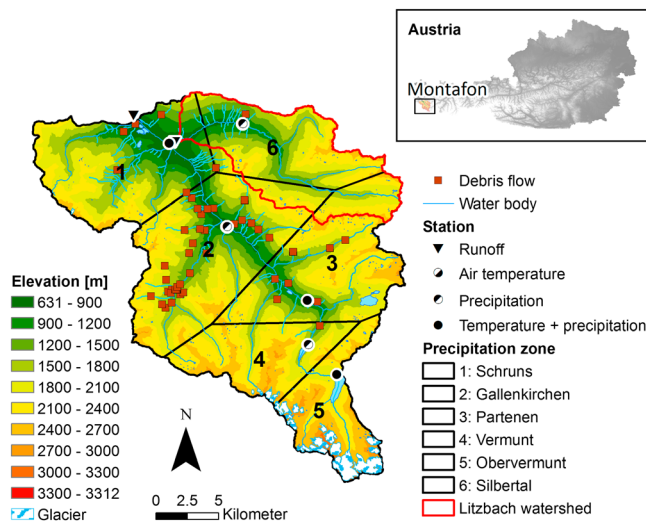 Austria
Montafon
6
1
2
3
4
5
Elevation [m]
631 - 900
900 - 1200
1200 - 1500
1500 - 1800
1800 - 2100
2100 - 2400
2400 - 2700
2700 - 3000
3000 - 3300
3300 - 3312
Glacier
N
0 2.5 5
Kilometer
Debris flow
Water body
Station
Runoff
Air temperature
Precipitation
Temperature + precipitation
Precipitation zone
1: Schruns
2: Gallenkirchen
3: Partenen
4: Vermunt
5: Obervermunt
6: Silbertal
Litzbach watershed